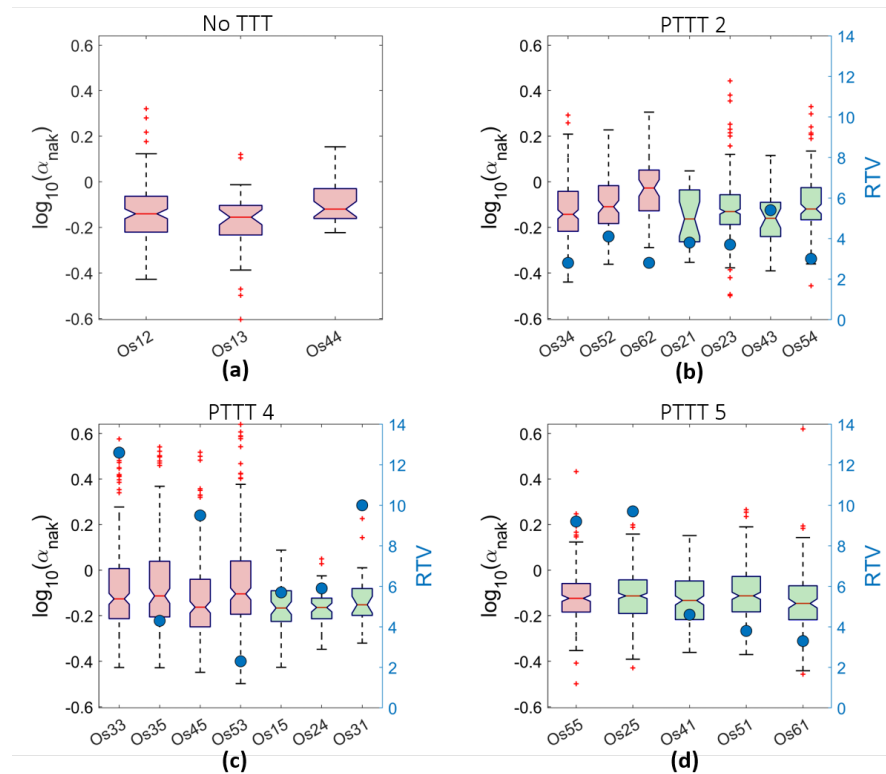 No TTT
0.6
0.4
0.2
0
-0.2
-0.4
-0.6
log10(αnak)
Os12
Os13
Os44
(a)
PTTT 2
0.6
0.4
0.2
0
-0.2
-0.4
-0.6
log10(αnak)
14
12
10
8
6
4
2
0
RTV
Os34
Os52
Os62
Os21
Os23
Os43
Os54
(b)
PTTT 4
0.6
0.4
0.2
0
-0.2
-0.4
-0.6
log10(αnak)
14
12
10
8
6
4
2
0
RTV
Os33
Os35
Os45
Os53
Os15
Os24
Os31
(c)
PTTT 5
0.6
0.4
0.2
0
-0.2
-0.4
-0.6
log10(αnak)
14
12
10
8
6
4
2
0
RTV
Os55
Os25
Os41
Os51
Os61
(d)